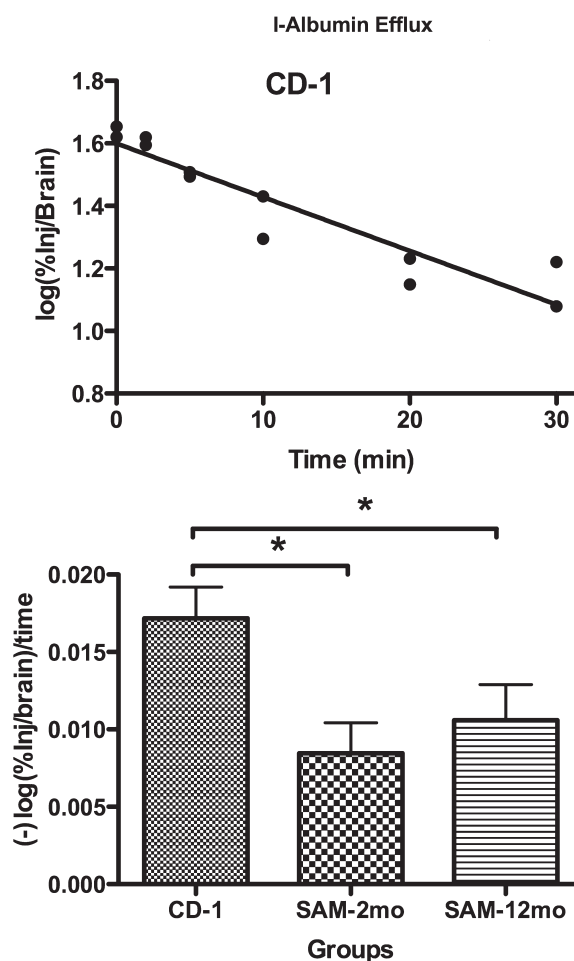 I-Albumin Efflux
CD-1
log(%Inj/Brain)
1.8
1.6
1.4
1.2
1.0
0.8
0 10 20 30
Time (min)
*
*
(-) log(%Inj/brain)/time
0.020
0.015
0.010
0.005
0.000
CD-1 SAM-2mo SAM-12mo
Groups